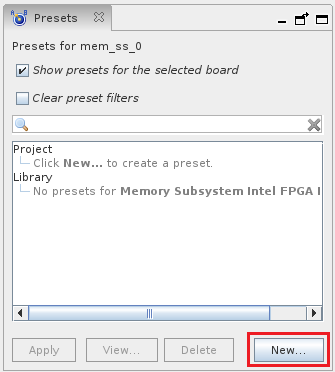 Presets
Presets for mem_ss_0
Show presets for the selected board
Clear preset filters
Project
Click New... to create a preset.
Library
No presets for Memory Subsystem Intel FPGA I
Apply
View...
Delete
New...